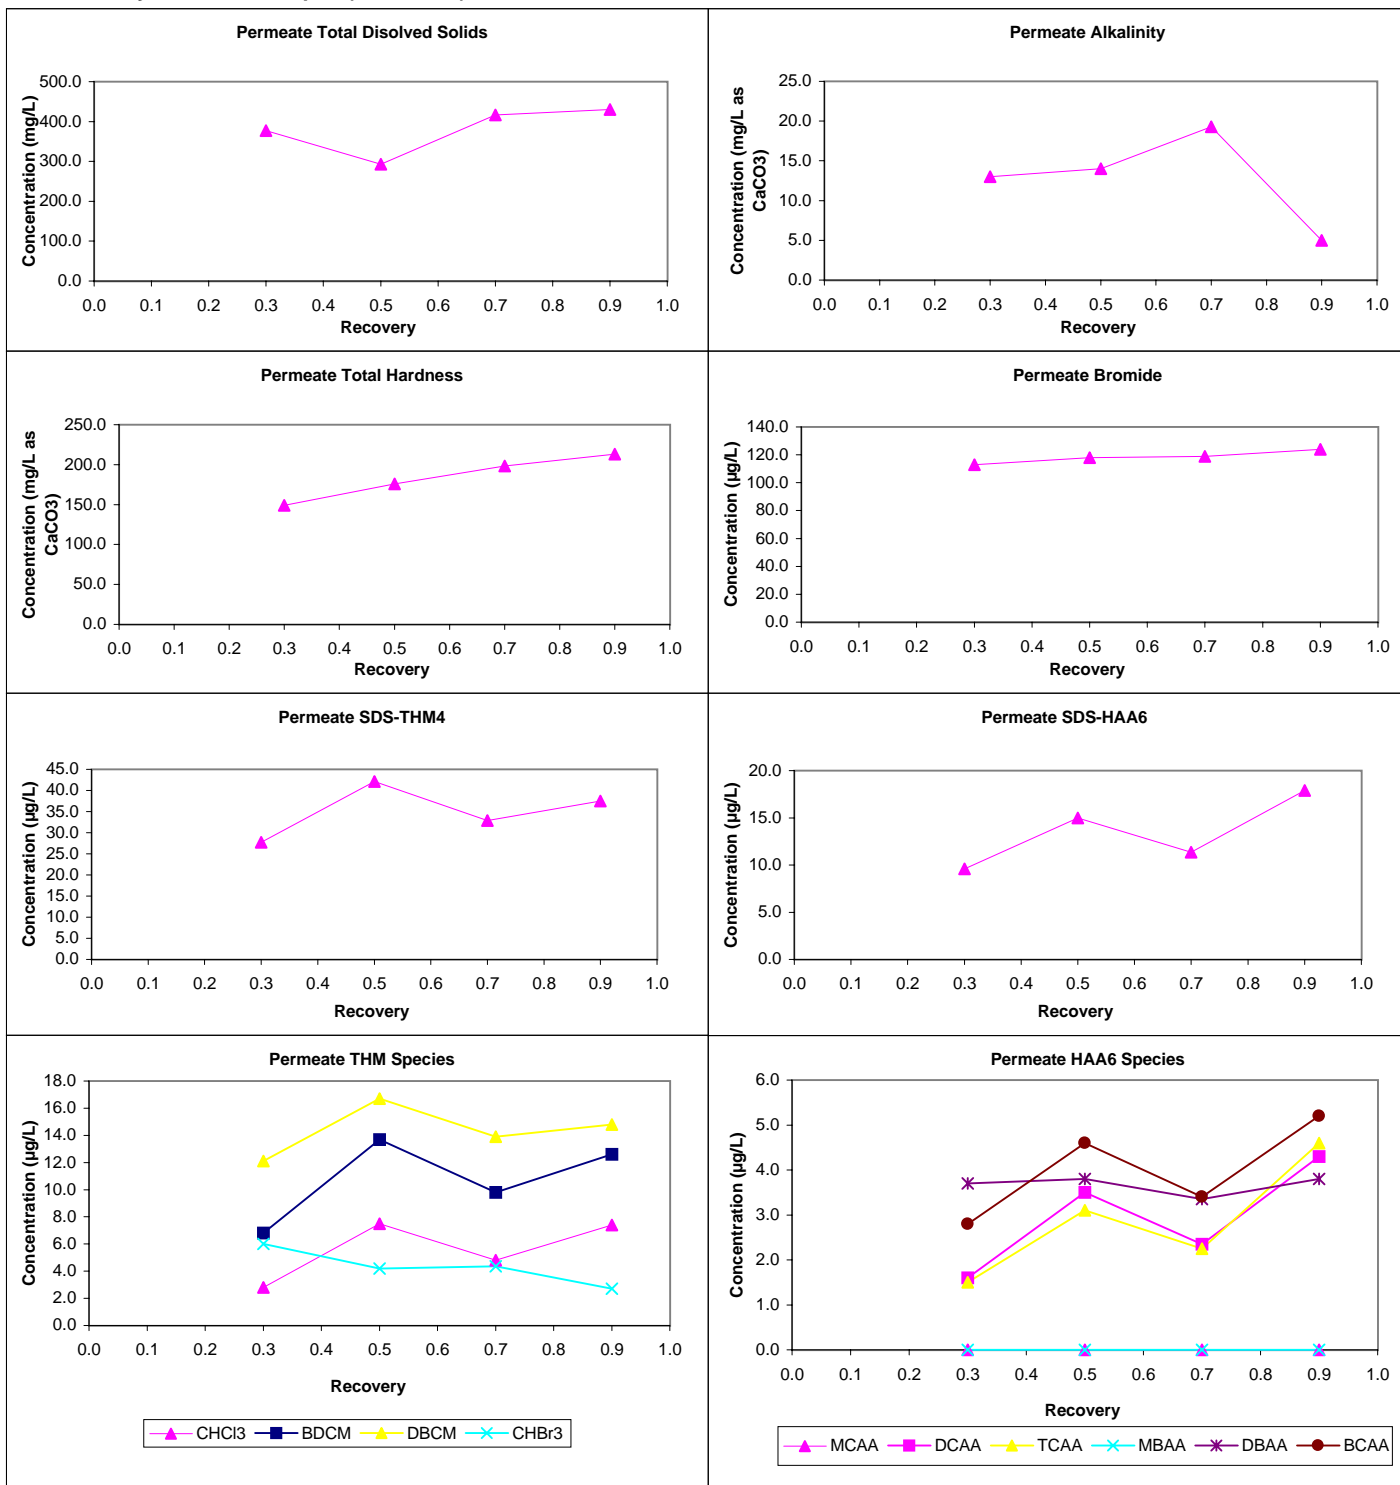 Permeate Total Disolved Solids
Concentration (mg/L)
500.0
400.0
300.0
200.0
100.0
0.0
0.0 0.1 0.2 0.3 0.4 0.5 0.6 0.7 0.8 0.9 1.0
Recovery
Permeate Alkalinity
Concentration (mg/L as
CaCO3)
25.0
20.0
15.0
10.0
5.0
0.0
0.0 0.1 0.2 0.3 0.4 0.5 0.6 0.7 0.8 0.9 1.0
Recovery
Permeate Total Hardness
Concentration (mg/L as
CaCO3)
250.0
200.0
150.0
100.0
50.0
0.0
0.0 0.1 0.2 0.3 0.4 0.5 0.6 0.7 0.8 0.9 1.0
Recovery
Permeate Bromide
Concentration (µg/L)
140.0
120.0
100.0
80.0
60.0
40.0
20.0
0.0
0.0 0.1 0.2 0.3 0.4 0.5 0.6 0.7 0.8 0.9 1.0
Recovery
Permeate SDS-THM4
Concentration (µg/L)
45.0
40.0
35.0
30.0
25.0
20.0
15.0
10.0
5.0
0.0
0.0 0.1 0.2 0.3 0.4 0.5 0.6 0.7 0.8 0.9 1.0
Recovery
Permeate SDS-HAA6
Concentration (µg/L)
20.0
15.0
10.0
5.0
0.0
0.0 0.1 0.2 0.3 0.4 0.5 0.6 0.7 0.8 0.9 1.0
Recovery
Permeate THM Species
Concentration (µg/L)
18.0
16.0
14.0
12.0
10.0
8.0
6.0
4.0
2.0
0.0
0.0 0.1 0.2 0.3 0.4 0.5 0.6 0.7 0.8 0.9 1.0
Recovery
CHCl3 BDCM DBCM CHBr3
Permeate HAA6 Species
Concentration (µg/L)
6.0
5.0
4.0
3.0
2.0
1.0
0.0
0.0 0.1 0.2 0.3 0.4 0.5 0.6 0.7 0.8 0.9 1.0
Recovery
MCAA DCAA TCAA MBAA DBAA BCAA